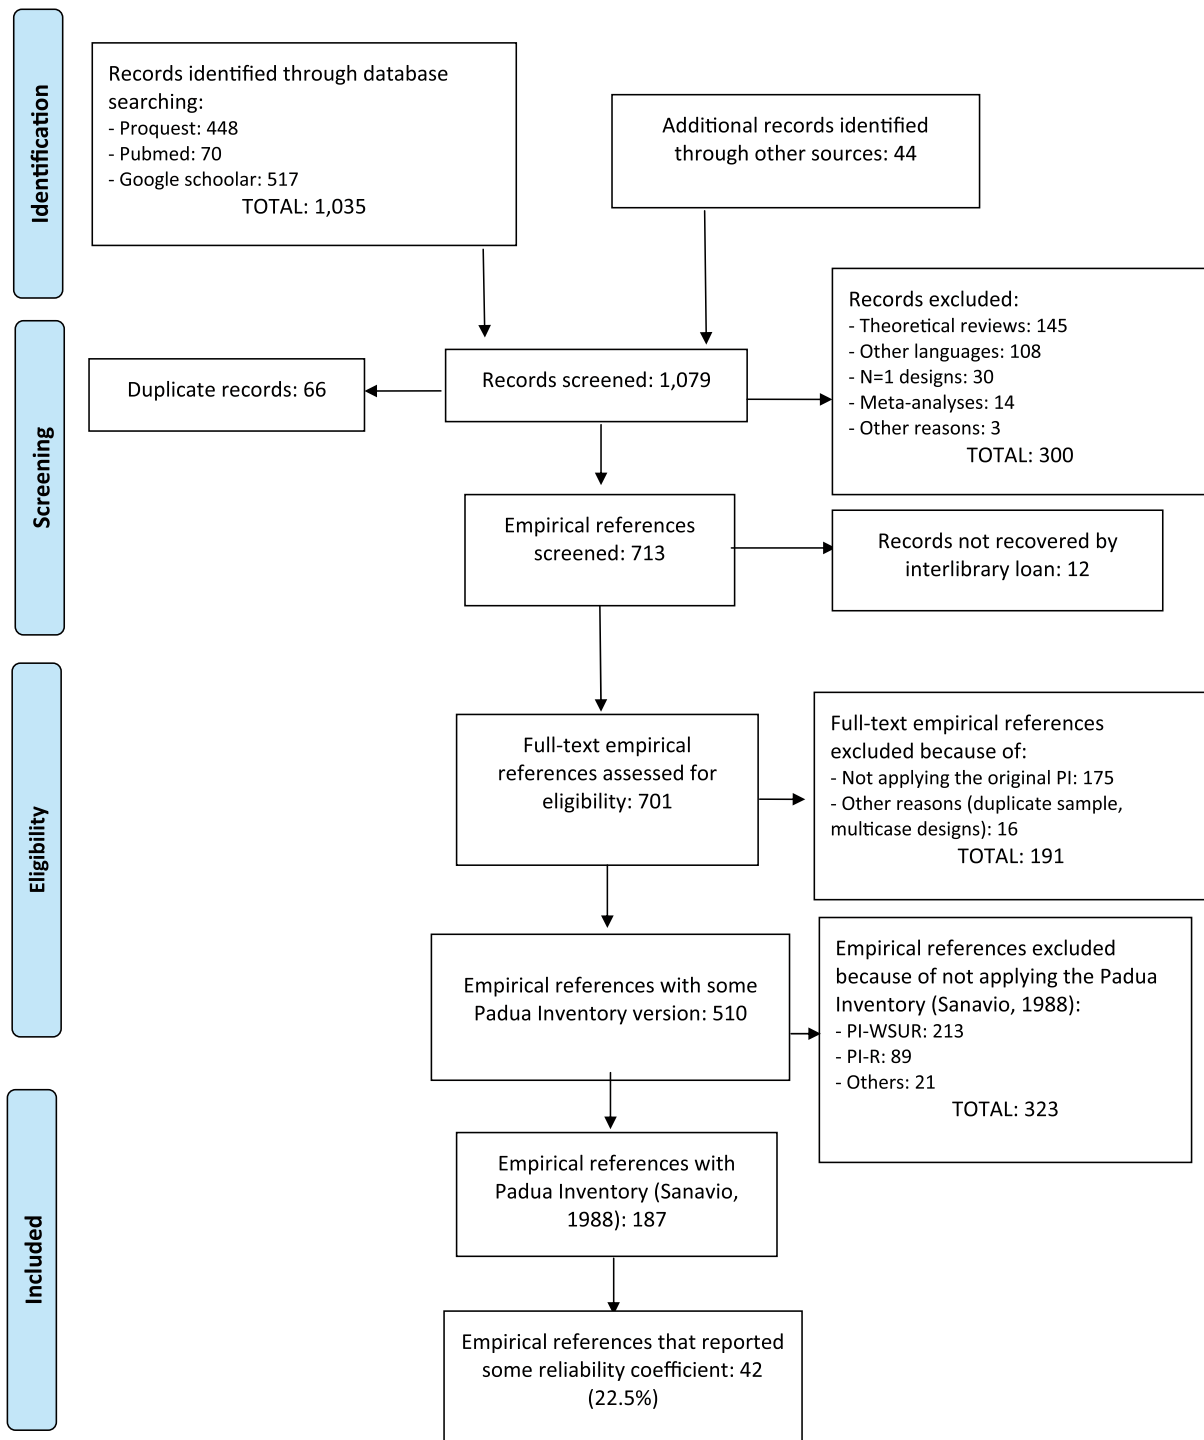 Identification
Records identified through database
searching:
- Proquest: 448
- Pubmed: 70
- Google schoolar: 517
TOTAL: 1,035
Additional records identified
through other sources: 44
Screening
Records excluded:
- Theoretical reviews: 145
- Other languages: 108
- N=1 designs: 30
- Meta-analyses: 14
- Other reasons: 3
TOTAL: 300
Duplicate records: 66
Records screened: 1,079
Empirical references
screened: 713
Records not recovered by
interlibrary loan: 12
Eligibility
Full-text empirical
references assessed for
eligibility: 701
Full-text empirical references
excluded because of:
- Not applying the original PI: 175
- Other reasons (duplicate sample,
multicase designs): 16
TOTAL: 191
Empirical references with some
Padua Inventory version: 510
Empirical references excluded
because of not applying the Padua
Inventory (Sanavio, 1988):
- PI-WSUR: 213
- PI-R: 89
- Others: 21
TOTAL: 323
Included
Empirical references with
Padua Inventory (Sanavio,
1988): 187
Empirical references that reported
some reliability coefficient: 42
(22.5%)